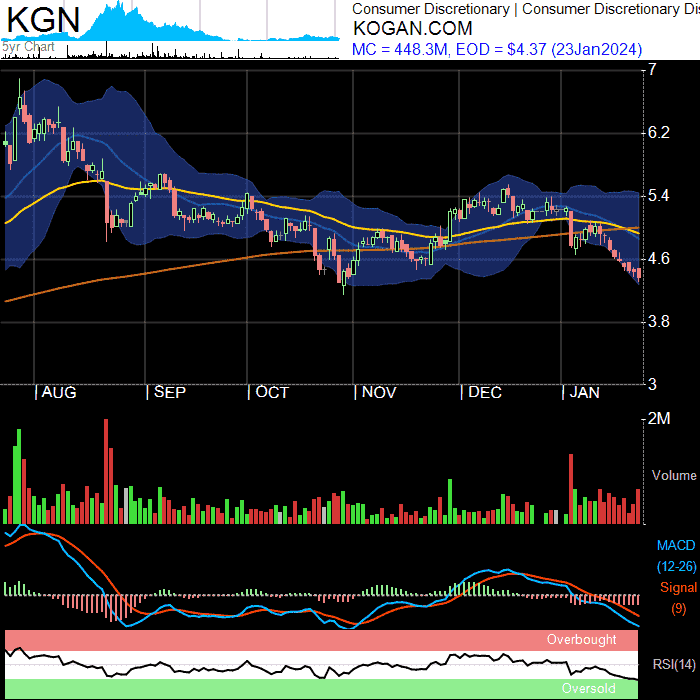 KGN
5yr Chart
Consumer Discretionary | Consumer Discretionary Dis
KOGAN.COM
MC = 448.3M, EOD = $4.37 (23Jan2024)
7
6.2
5.4
4.6
3.8
3
| AUG | SEP | OCT | NOV | DEC | JAN
2M
Volume
MACD
(12-26)
Signal
(9)
Overbought
RSI(14)
Oversold